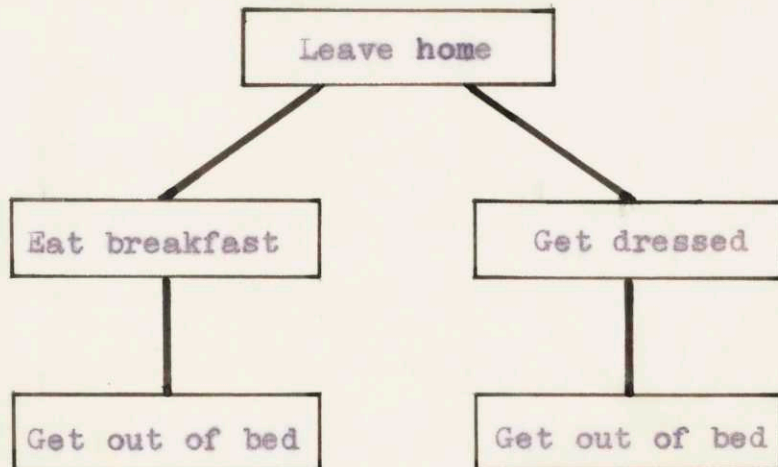 Leave home
Eat breakfast
Get dressed
Get out of bed
Get out of bed